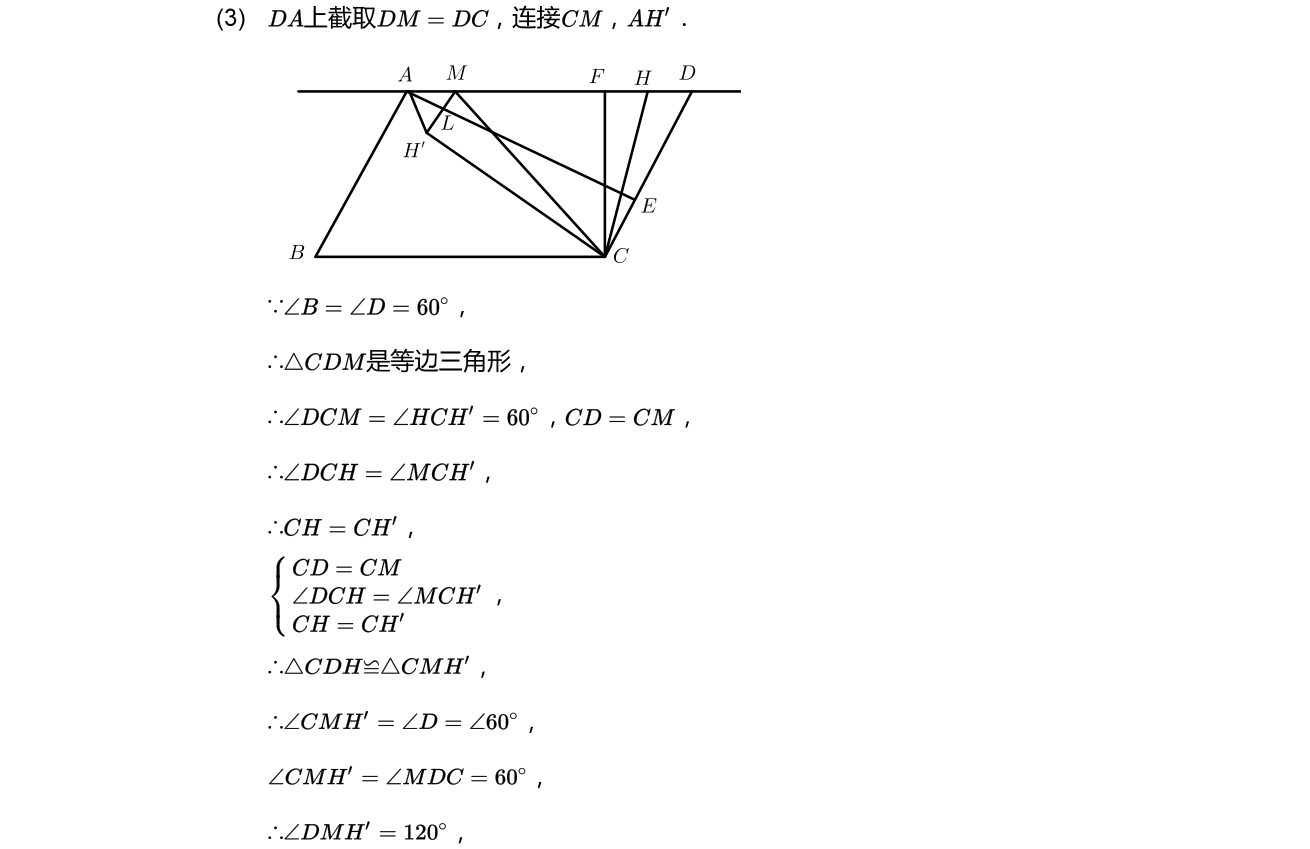 (3) DA上截取DM = DC，连接CM，AH′．
A M F H D
L
H′
E
B C
∵∠B = ∠D = 60°，
∴△CDM是等边三角形，
∴∠DCM = ∠HCH′ = 60°，CD = CM，
∴∠DCH = ∠MCH′，
∴CH = CH′，
{ CD = CM
∠DCH = ∠MCH′，
CH = CH′
∴△CDH≌△CMH′，
∴∠CMH′ = ∠D = ∠60°，
∠CMH′ = ∠MDC = 60°，
∴∠DMH′ = 120°，